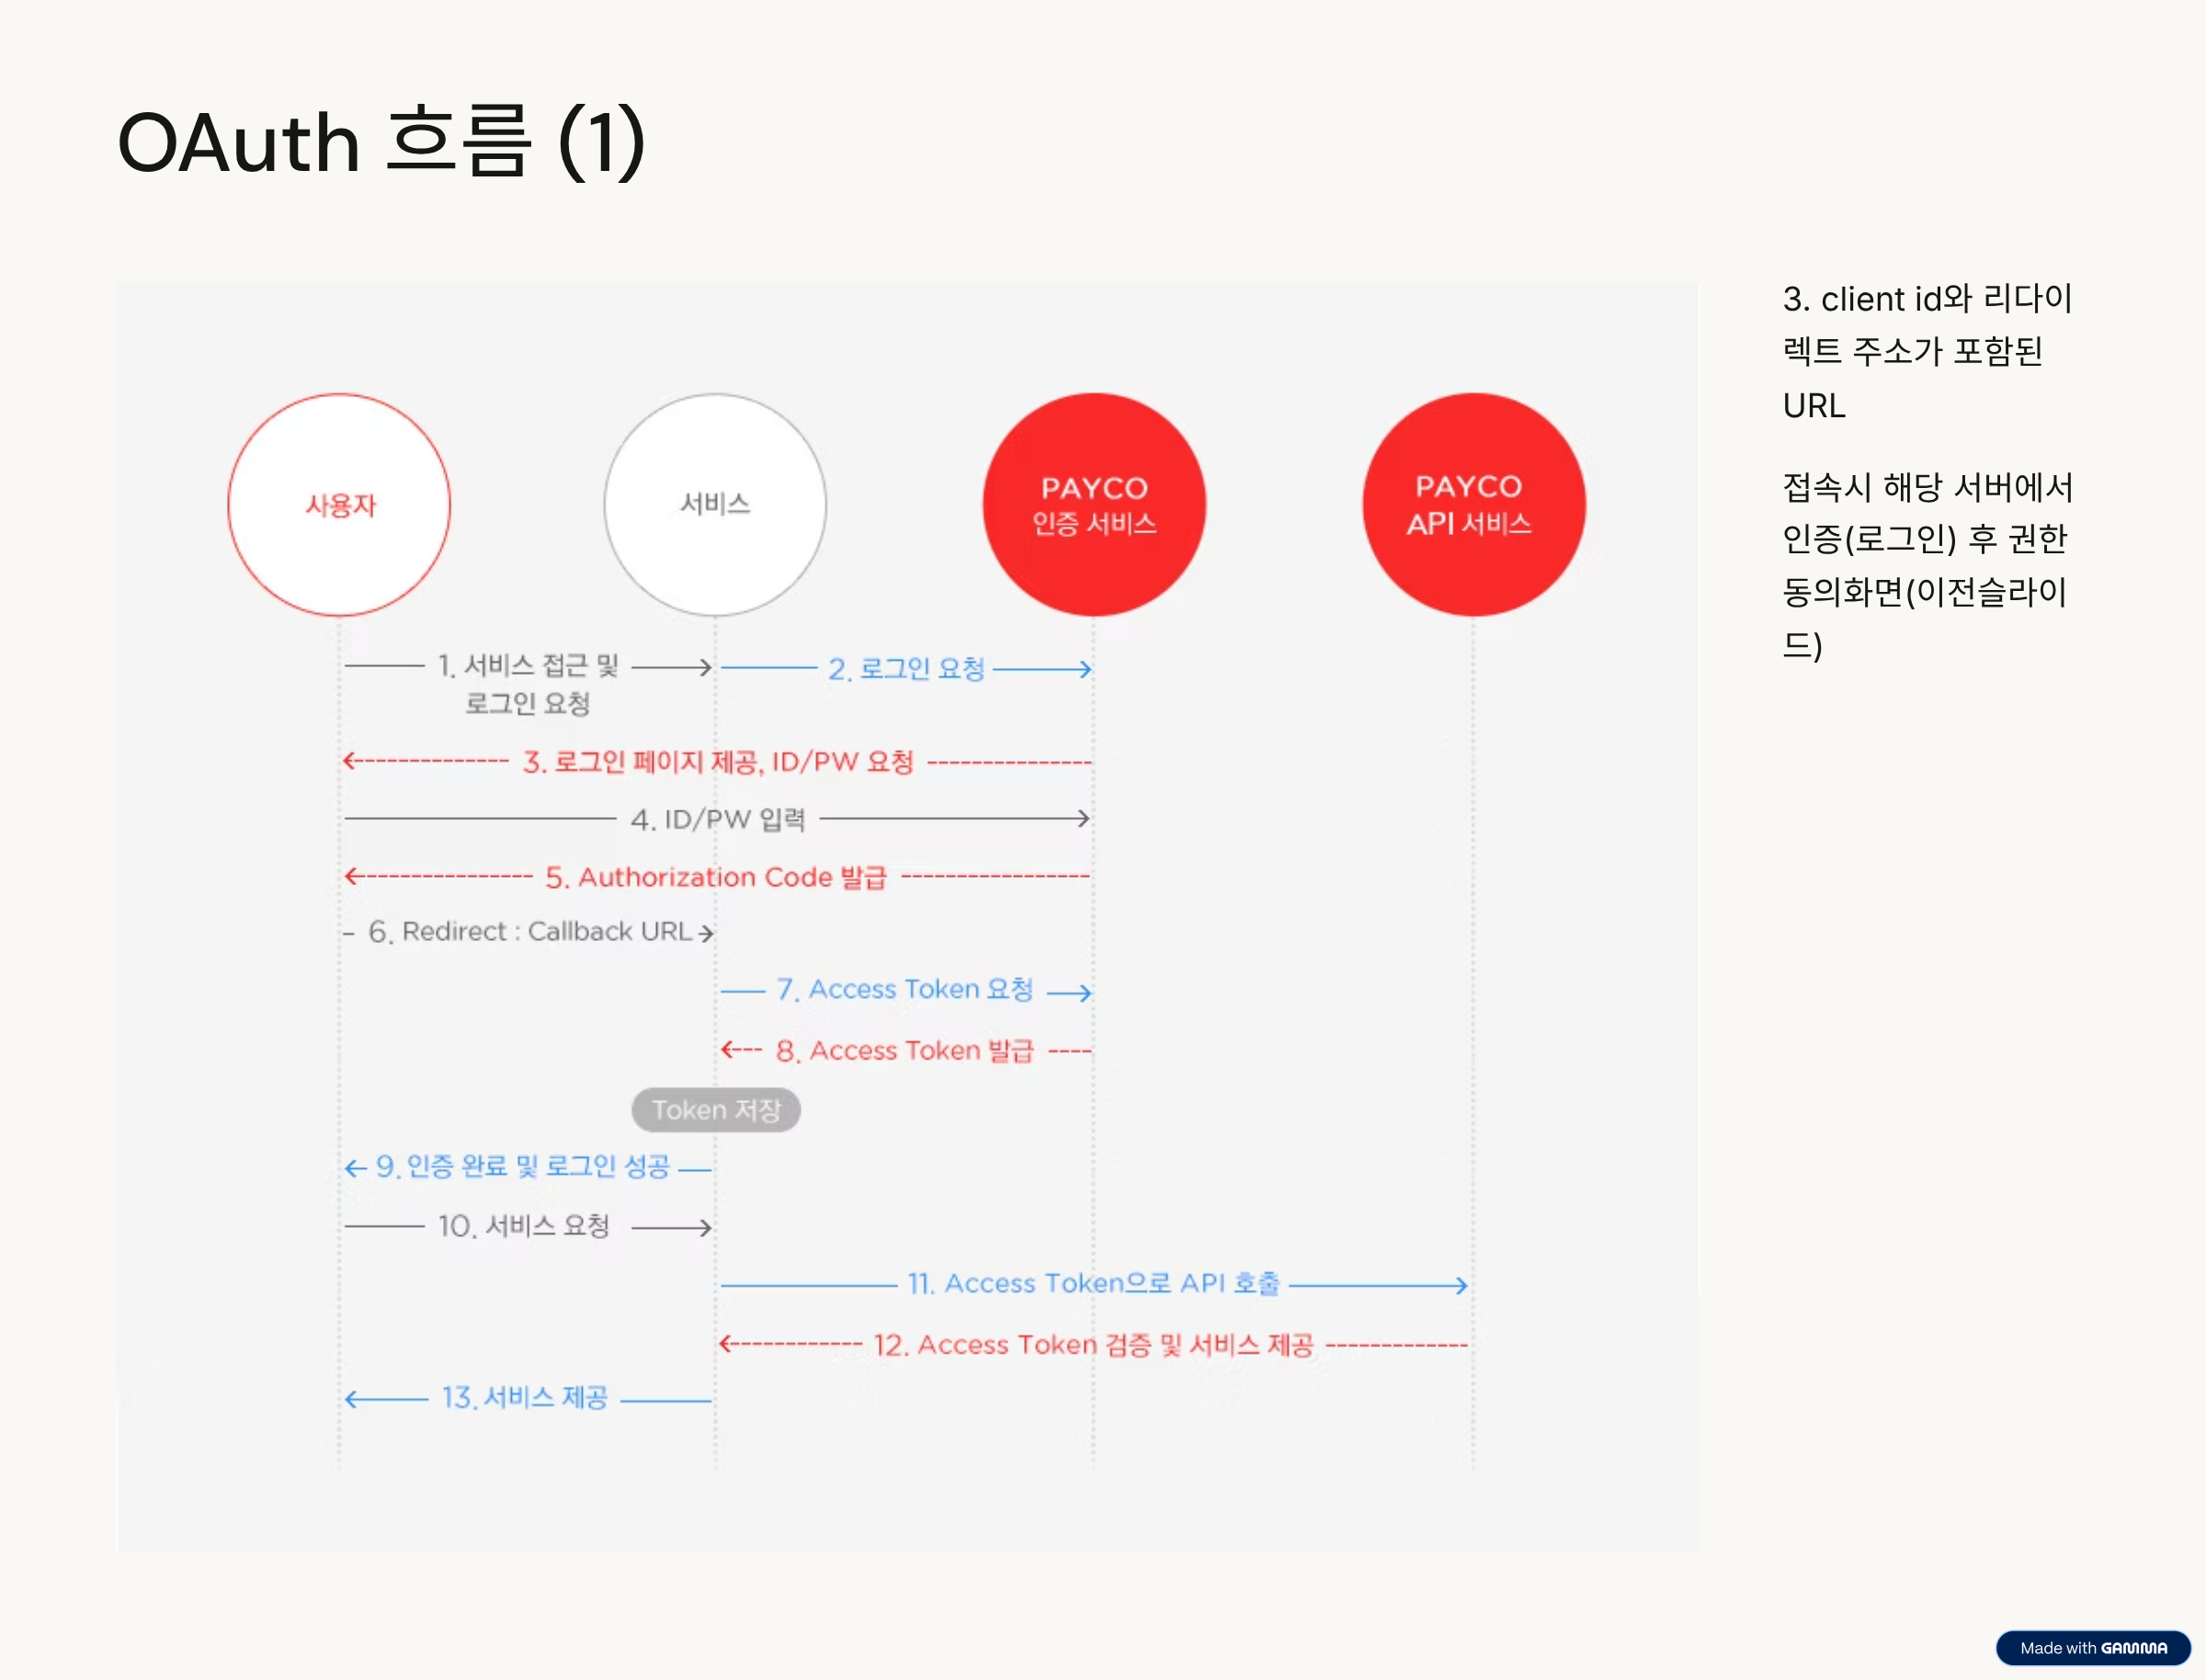 OAuth 흐름 (1)
3. client id와 리다이
렉트 주소가 포함된
URL
접속시 해당 서버에서
인증(로그인) 후 권한
동의화면(이전슬라이
드)
사용자
서비스
PAYCO
인증 서비스
PAYCO
API 서비스
1. 서비스 접근 및
로그인 요청
2. 로그인 요청
3. 로그인 페이지 제공, ID/PW 요청
4. ID/PW 입력
5. Authorization Code 발급
6. Redirect : Callback URL
7. Access Token 요청
8. Access Token 발급
Token 저장
9. 인증 완료 및 로그인 성공
10. 서비스 요청
11. Access Token으로 API 호출
12. Access Token 검증 및 서비스 제공
13. 서비스 제공
Made with GAMMA